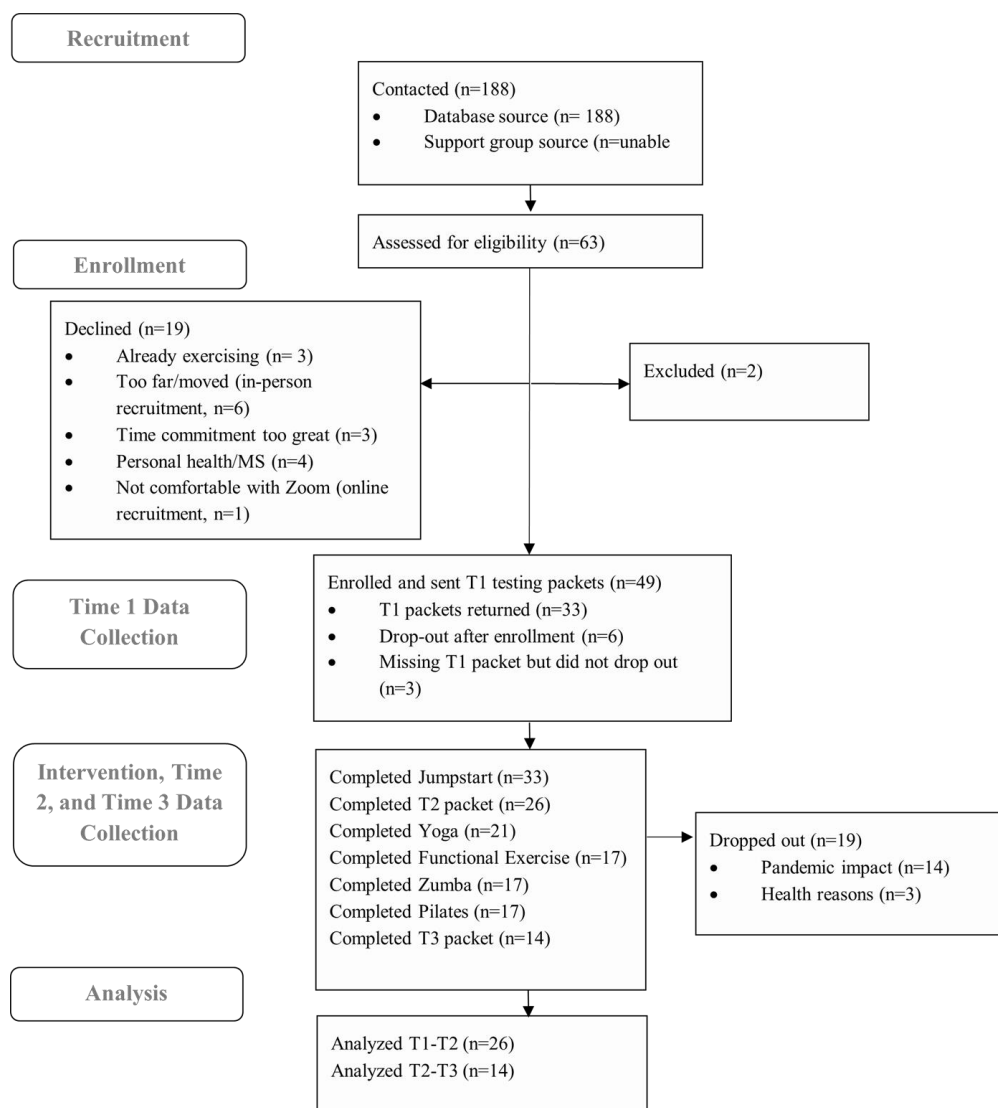 Recruitment
Contacted (n=188)
• Database source (n= 188)
• Support group source (n=unable
Assessed for eligibility (n=63)
Enrollment
Declined (n=19)
• Already exercising (n= 3)
• Too far/moved (in-person
recruitment, n=6)
• Time commitment too great (n=3)
• Personal health/MS (n=4)
• Not comfortable with Zoom (online
recruitment, n=1)
Excluded (n=2)
Time 1 Data
Collection
Enrolled and sent T1 testing packets (n=49)
• T1 packets returned (n=33)
• Drop-out after enrollment (n=6)
• Missing T1 packet but did not drop out
(n=3)
Intervention, Time
2, and Time 3 Data
Collection
Completed Jumpstart (n=33)
Completed T2 packet (n=26)
Completed Yoga (n=21)
Completed Functional Exercise (n=17)
Completed Zumba (n=17)
Completed Pilates (n=17)
Completed T3 packet (n=14)
Dropped out (n=19)
• Pandemic impact (n=14)
• Health reasons (n=3)
Analysis
Analyzed T1-T2 (n=26)
Analyzed T2-T3 (n=14)